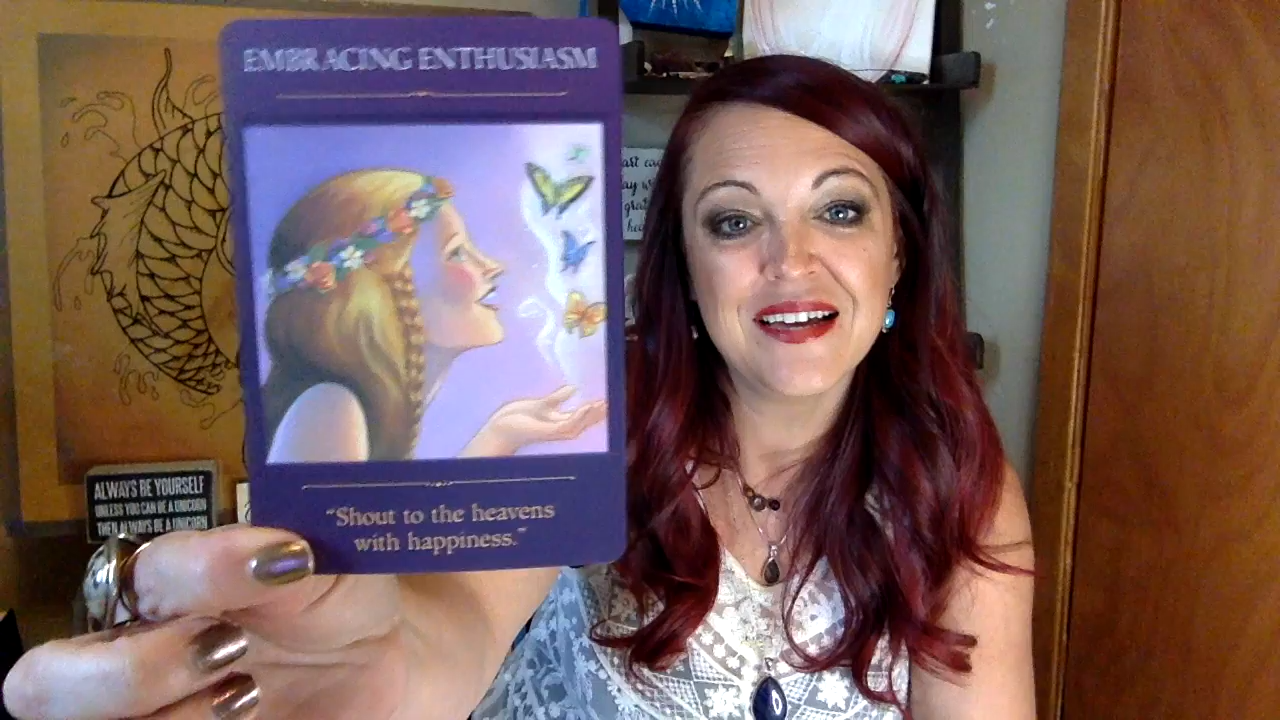 EMBRACING ENTHUSIASM
"Shout to the heavens
with happiness."
ALWAYS BE YOURSELF
UNLESS YOU CAN BE A UNICORN
THEN ALWAYS BE A UNICORN